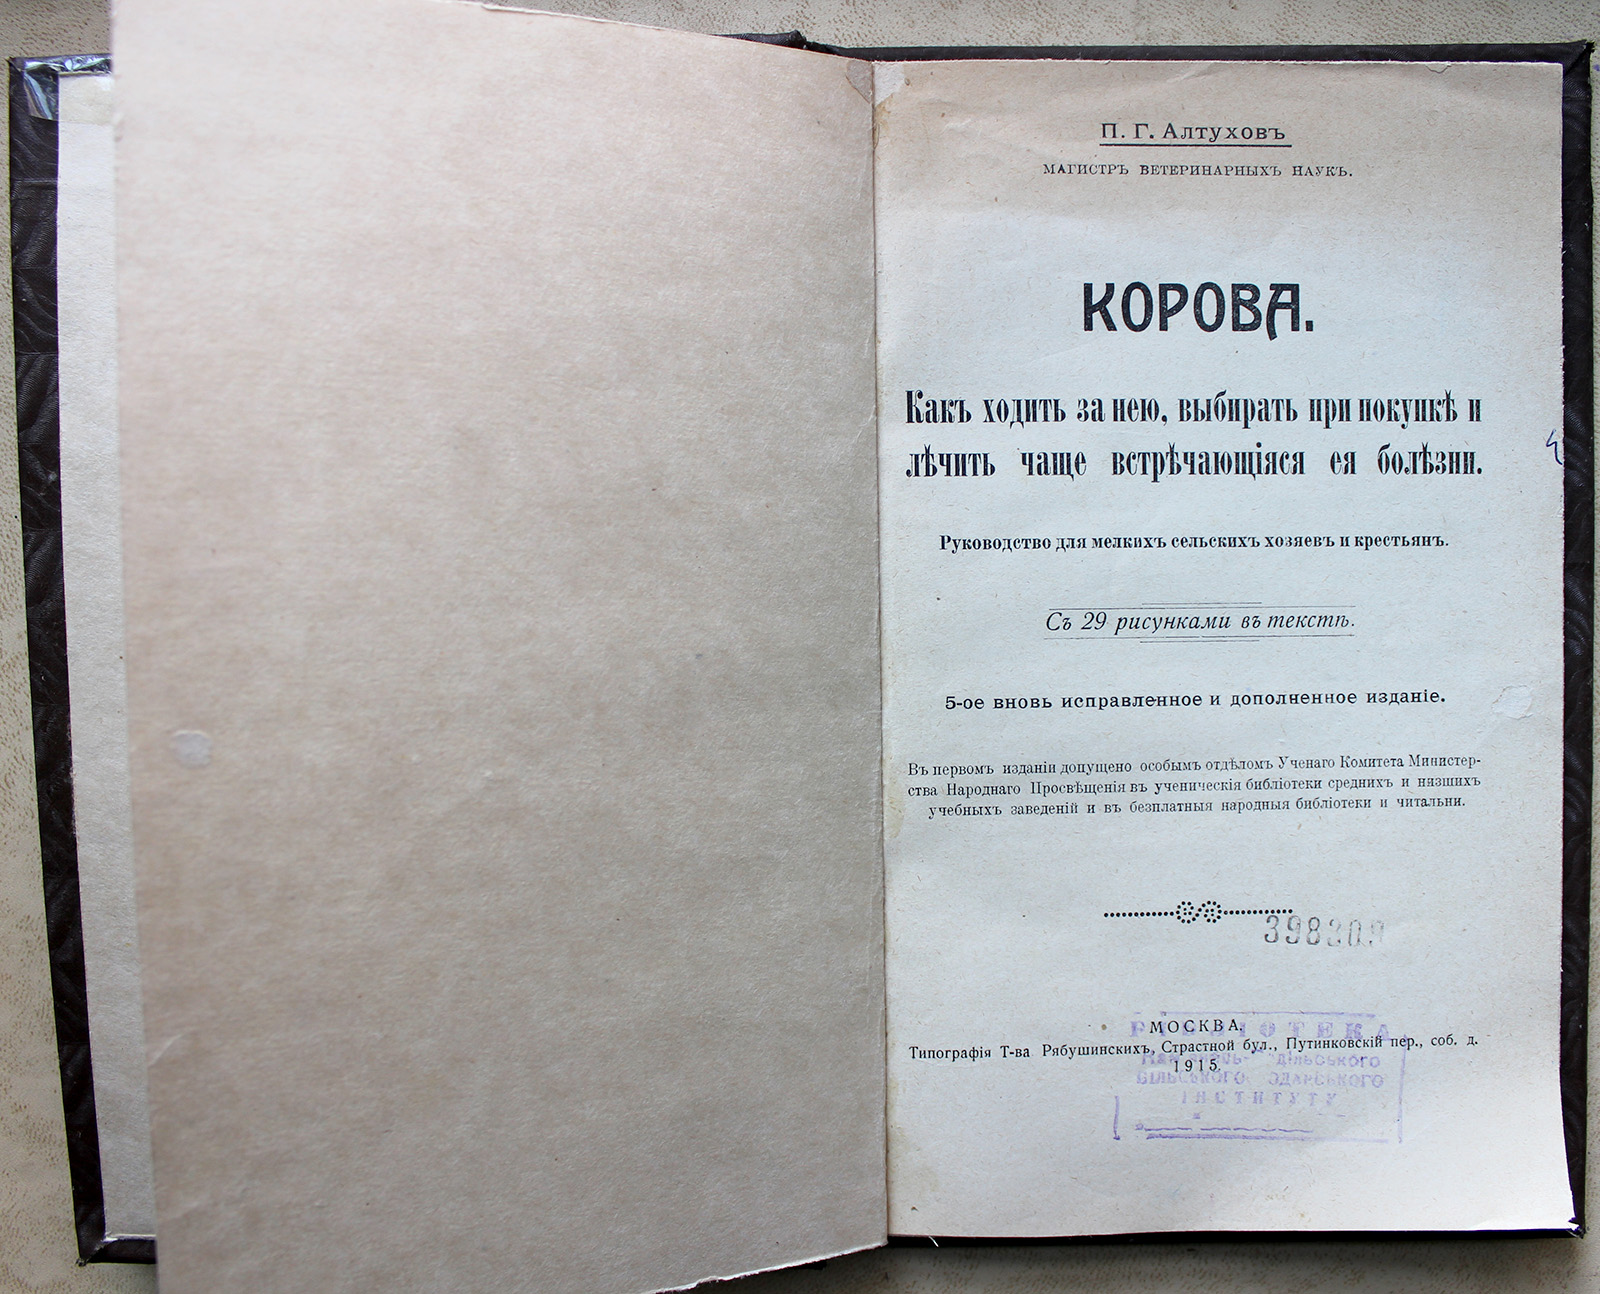 П. Г. Алтуховъ
МАГИСТРЪ ВЕТЕРИНАРНЫХЪ НАУКЪ.
КОРОВА.
Какъ ходить за нею, выбирать при покупкѣ и
лѣчить чаще встрѣчающіяся ея болѣзни.
Руководство для мелкихъ сельскихъ хозяевъ и крестьянъ.
Съ 29 рисунками въ текстѣ.
5-ое вновь исправленное и дополненное изданіе.
Въ первомъ изданіи допущено особымъ отдѣломъ Ученаго Комитета Министер-
ства Народнаго Просвѣщенія въ ученическія библіотеки среднихъ и низшихъ
учебныхъ заведеній и въ безплатныя народныя библіотеки и читальни.
МОСКВА,
Типографія Т-ва Рябушинскихъ, Страстной бул., Путинковскій пер., соб. д.
1915.
ІНСТИТУТУ